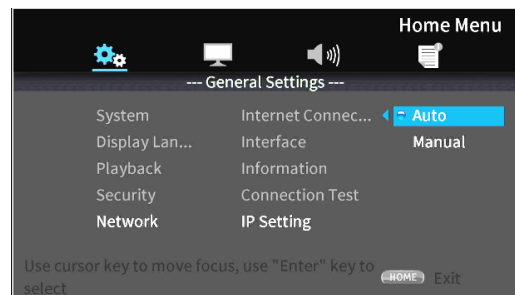 Home Menu
--- General Settings ---
System Internet Connec... Auto
Display Lan... Interface Manual
Playback Information
Security Connection Test
Network IP Setting
Use cursor key to move focus, use "Enter" key to select
HOME Exit